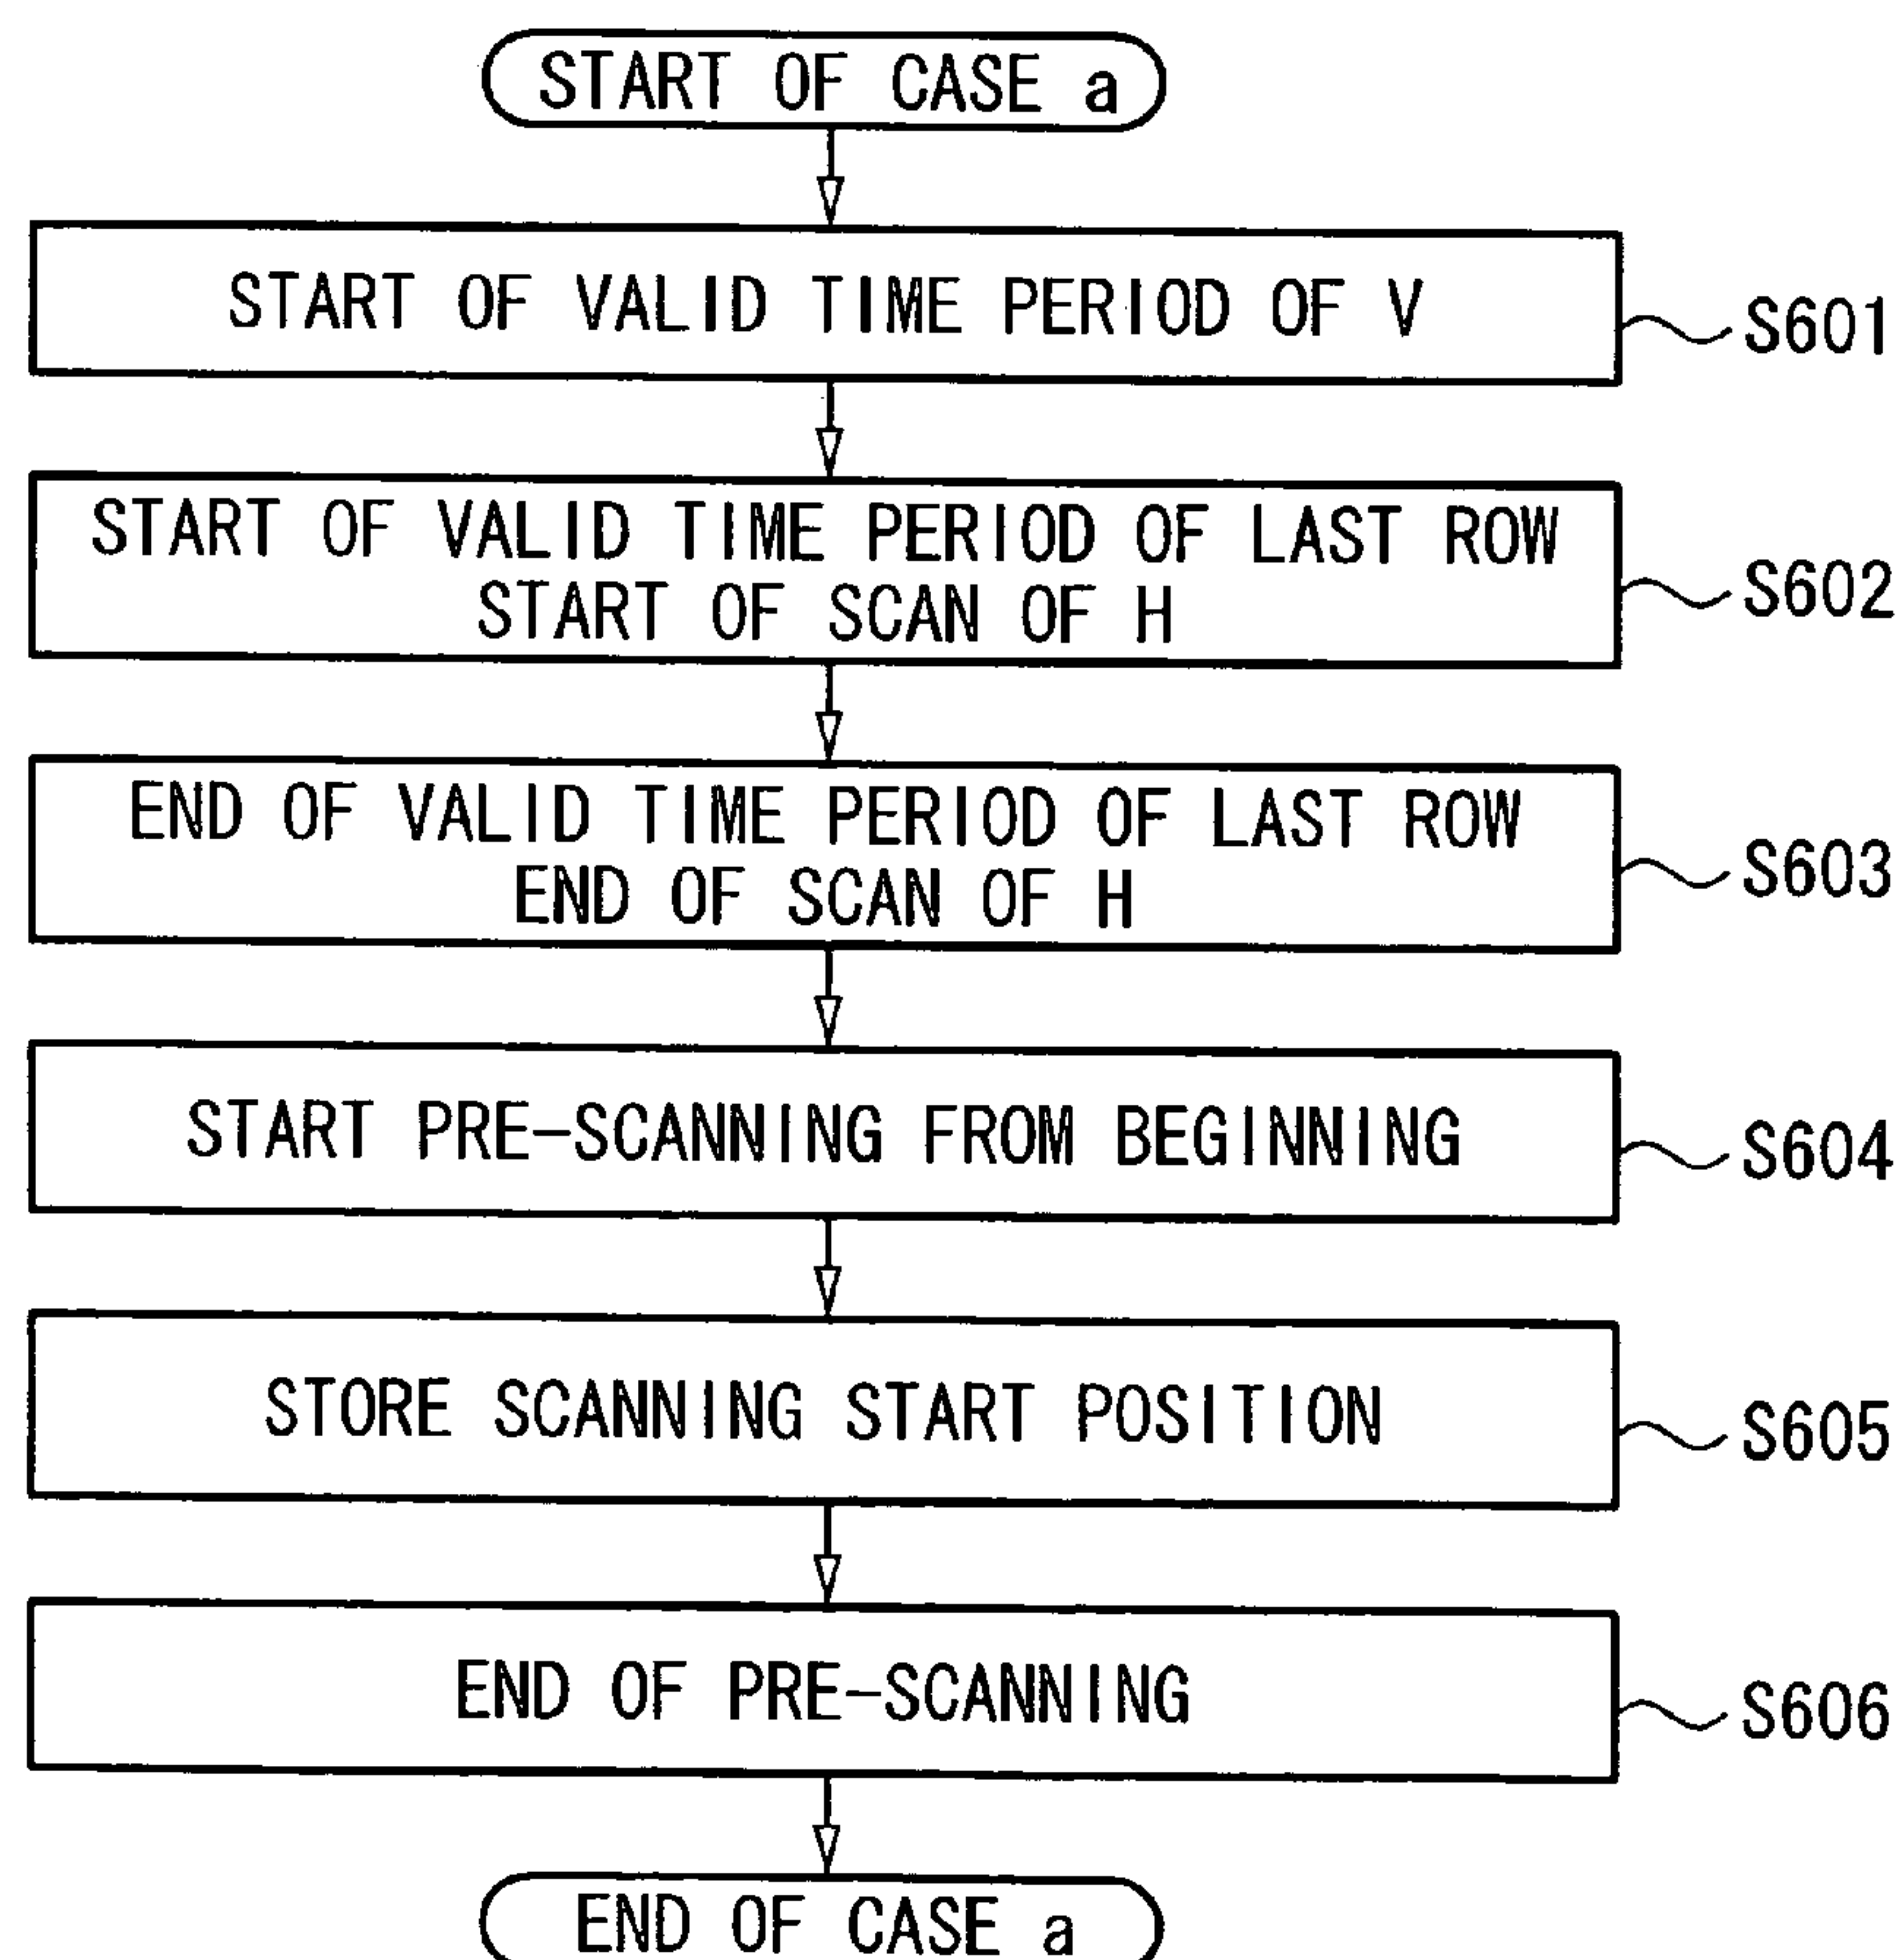 START OF CASE a
START OF VALID TIME PERIOD OF V
S601
START OF VALID TIME PERIOD OF LAST ROW
START OF SCAN OF H
S602
END OF VALID TIME PERIOD OF LAST ROW
END OF SCAN OF H
S603
START PRE-SCANNING FROM BEGINNING
S604
STORE SCANNING START POSITION
S605
END OF PRE-SCANNING
S606
END OF CASE a